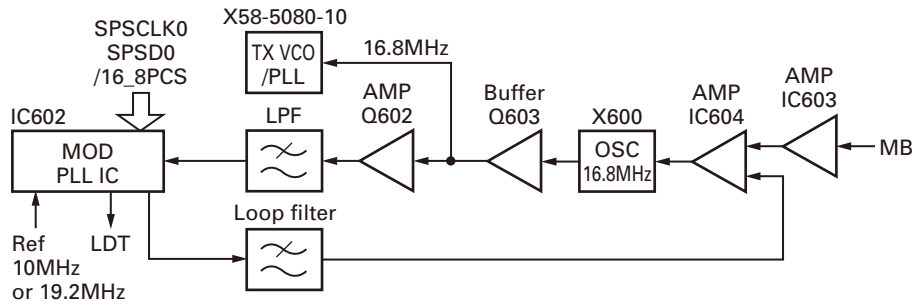 SPSCLK0
SPSD0
/16_8PCS
X58-5080-10
TX VCO
/PLL
16.8MHz
AMP
Q602
Buffer
Q603
X600
OSC
16.8MHz
AMP
IC604
AMP
IC603
MB
IC602
MOD
PLL IC
LPF
Loop filter
Ref
10MHz
or 19.2MHz
LDT